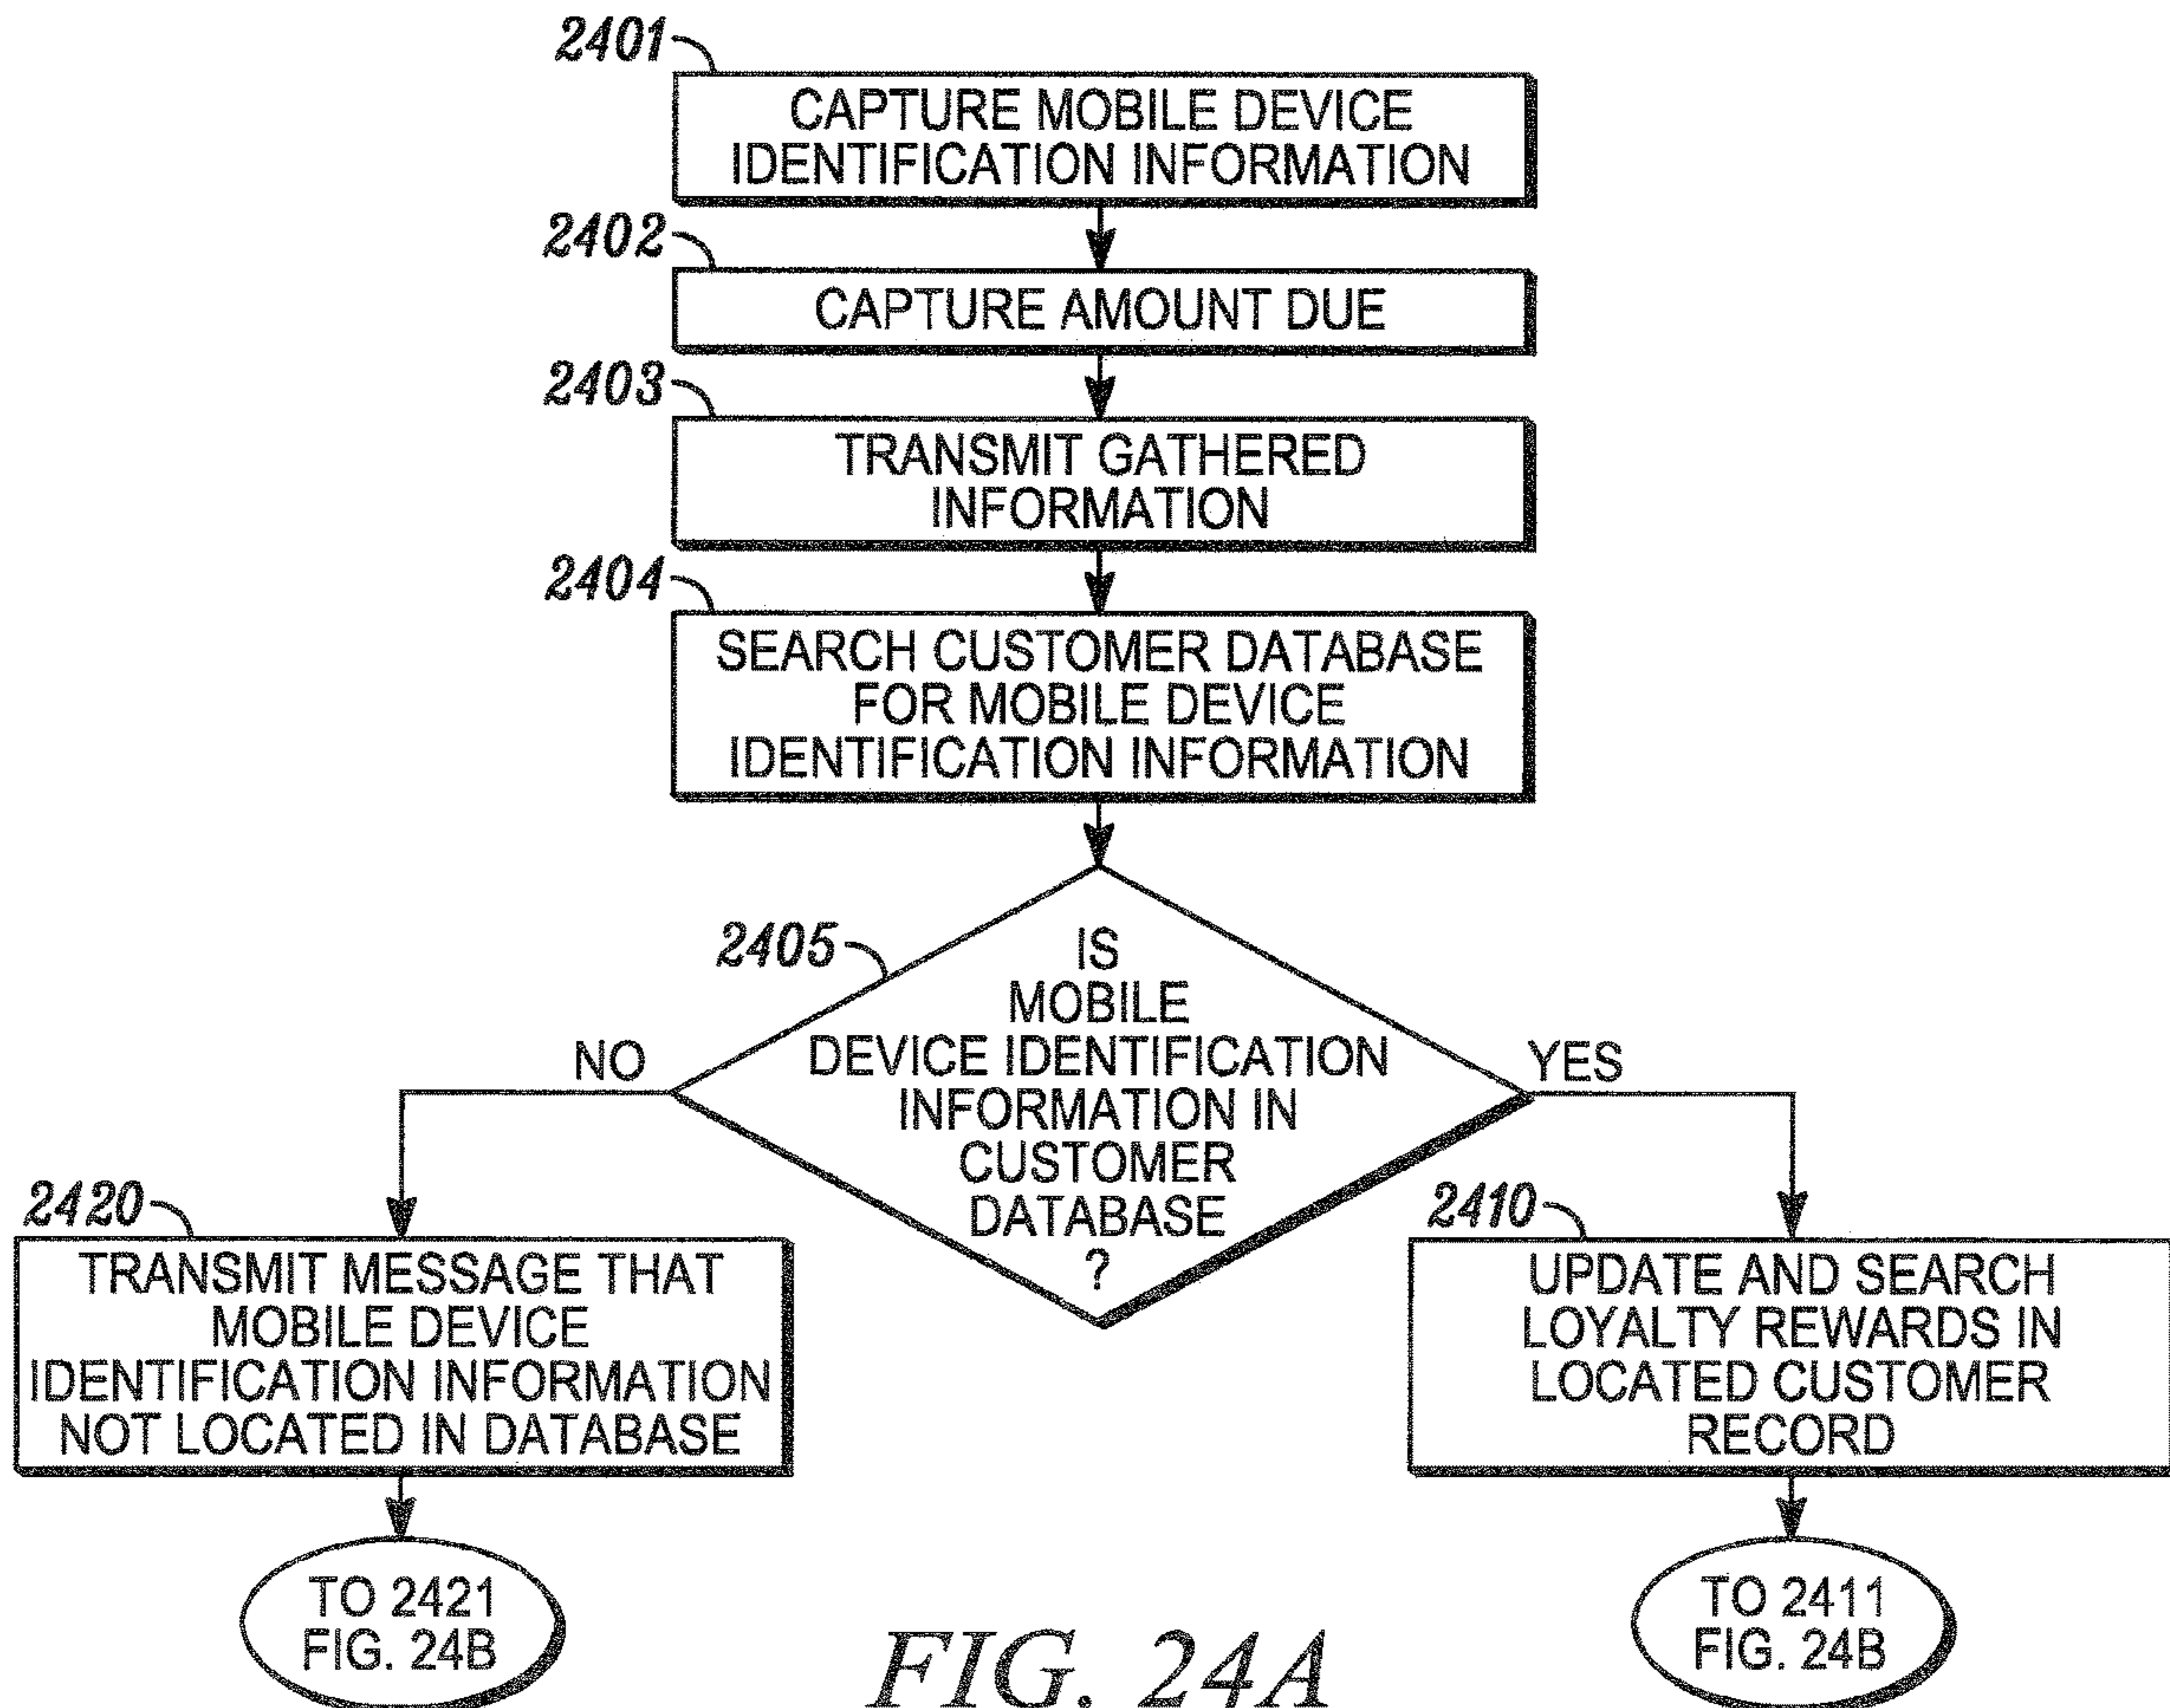 2401
CAPTURE MOBILE DEVICE
IDENTIFICATION INFORMATION
2402
CAPTURE AMOUNT DUE
2403
TRANSMIT GATHERED
INFORMATION
2404
SEARCH CUSTOMER DATABASE
FOR MOBILE DEVICE
IDENTIFICATION INFORMATION
2405
IS
MOBILE
DEVICE IDENTIFICATION
INFORMATION IN
CUSTOMER
DATABASE
?
NO
YES
2420
TRANSMIT MESSAGE THAT
MOBILE DEVICE
IDENTIFICATION INFORMATION
NOT LOCATED IN DATABASE
2410
UPDATE AND SEARCH
LOYALTY REWARDS IN
LOCATED CUSTOMER
RECORD
TO 2421
FIG. 24B
TO 2411
FIG. 24B
FIG. 24A